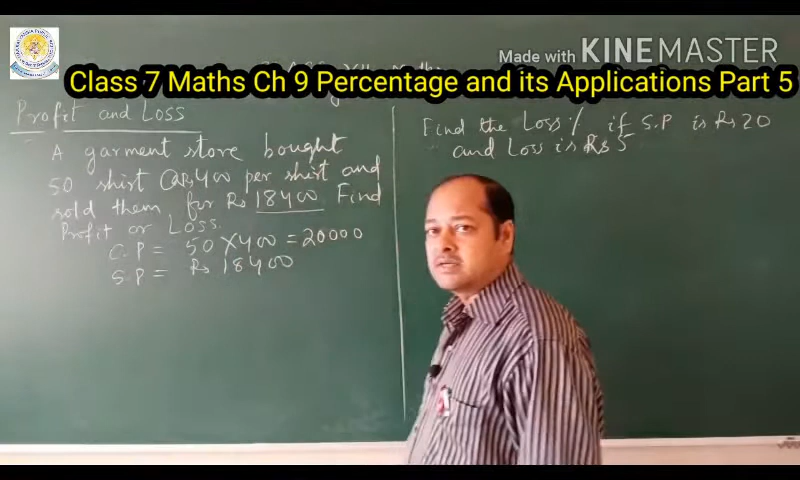 Made with KINEMASTER
Class 7 Maths Ch 9 Percentage and its Applications Part 5
Profit and Loss
A garment store bought
50 shirt @Rs 400 per shirt and
sold them for Rs 18400. Find
Profit or Loss.
C.P = 50 X 400 = 20000
S.P = Rs 18400
Find the Loss % if S.P is Rs 20
and Loss is Rs 5